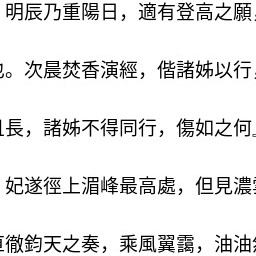 明辰乃重陽日，適有登高之願，
。次晨焚香演經，偕諸姊以行，
長，諸姊不得同行，傷如之何
妃遂徑上湄峰最高處，但見濃
徹鈞天之奏，乘風翼靄，油油